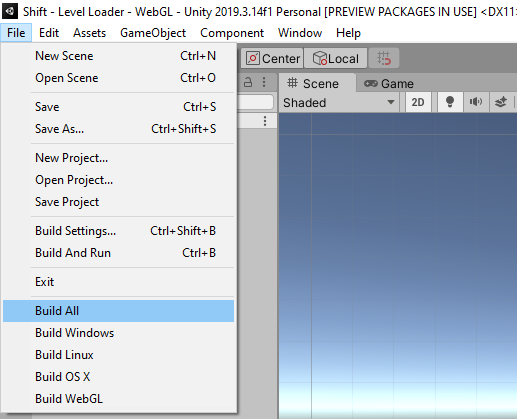 Shift - Level Loader - WebGL - Unity 2019.3.14f1 Personal [PREVIEW PACKAGES IN USE] <DX11>
File Edit Assets GameObject Component Window Help
Center Local
Scene Game
Shaded 2D
New Scene Ctrl+N
Open Scene Ctrl+O
Save Ctrl+S
Save As... Ctrl+Shift+S
New Project...
Open Project...
Save Project
Build Settings... Ctrl+Shift+B
Build And Run Ctrl+B
Exit
Build All
Build Windows
Build Linux
Build OS X
Build WebGL